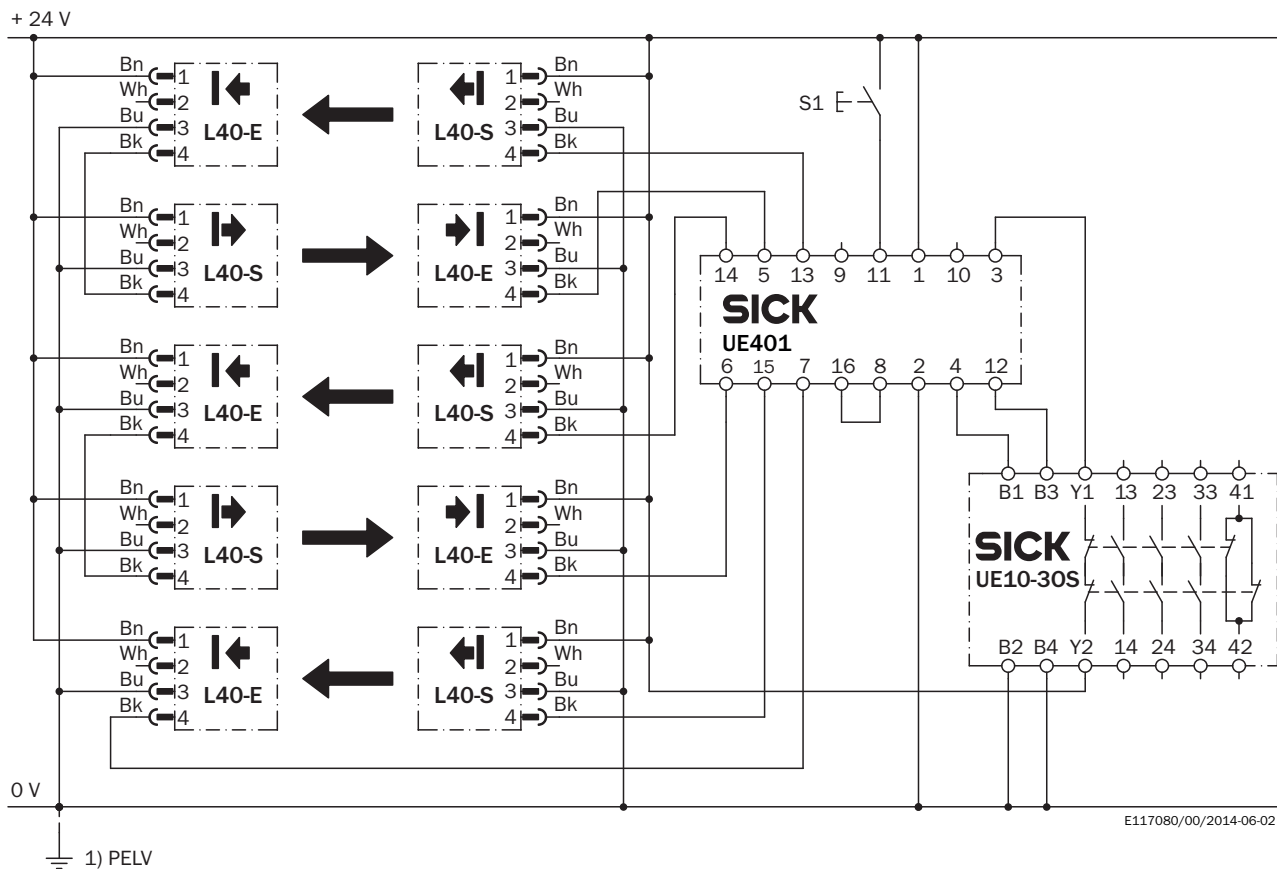 + 24 V
Bn 1 1 Bn
Wh 2 2 Wh S1
Bu 3 L40-E L40-S 3 Bu
Bk 4 4 Bk
Bn 1 1 Bn
Wh 2 2 Wh
Bu 3 L40-S L40-E 3 Bu
Bk 4 4 Bk
14 5 13 9 11 1 10 3
SICK
UE401
6 15 7 16 8 2 4 12
Bn 1 1 Bn
Wh 2 2 Wh
Bu 3 L40-E L40-S 3 Bu
Bk 4 4 Bk
Bn 1 1 Bn
Wh 2 2 Wh
Bu 3 L40-S L40-E 3 Bu
Bk 4 4 Bk
B1 B3 Y1 13 23 33 41
SICK
UE10-30S
B2 B4 Y2 14 24 34 42
Bn 1 1 Bn
Wh 2 2 Wh
Bu 3 L40-E L40-S 3 Bu
Bk 4 4 Bk
0 V
E117080/00/2014-06-02
1) PELV